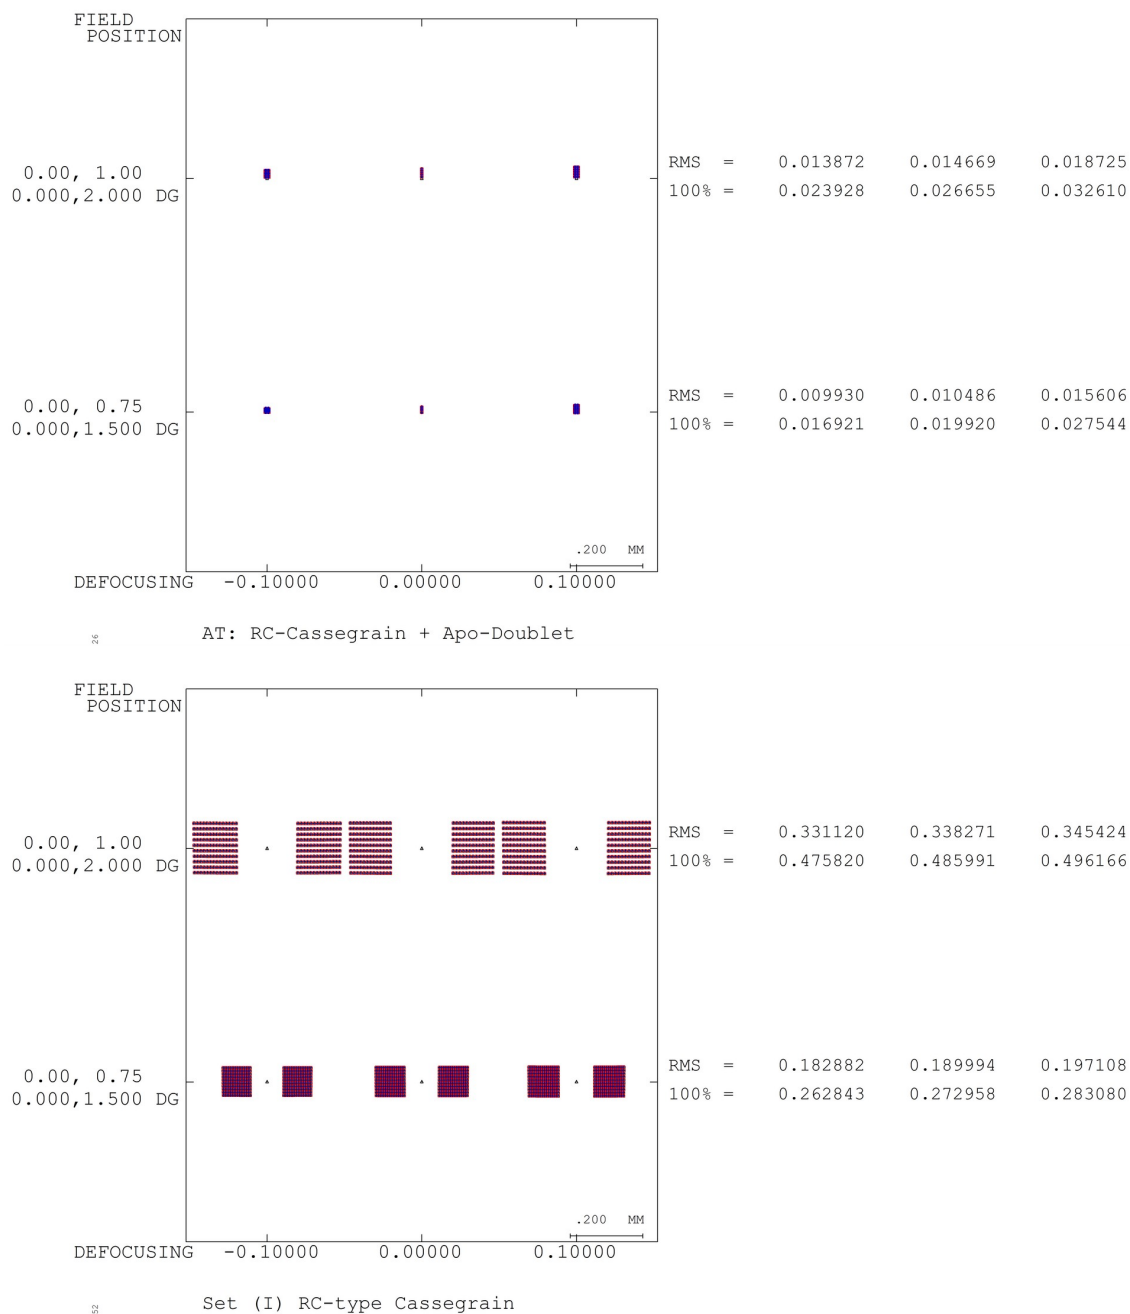 FIELD
POSITION
0.00, 1.00
0.000,2.000 DG
RMS = 0.013872 0.014669 0.018725
100% = 0.023928 0.026655 0.032610
0.00, 0.75
0.000,1.500 DG
RMS = 0.009930 0.010486 0.015606
100% = 0.016921 0.019920 0.027544
.200 MM
DEFOCUSING -0.10000 0.00000 0.10000
26
AT: RC-Cassegrain + Apo-Doublet
FIELD
POSITION
0.00, 1.00
0.000,2.000 DG
RMS = 0.331120 0.338271 0.345424
100% = 0.475820 0.485991 0.496166
0.00, 0.75
0.000,1.500 DG
RMS = 0.182882 0.189994 0.197108
100% = 0.262843 0.272958 0.283080
.200 MM
DEFOCUSING -0.10000 0.00000 0.10000
52
Set (I) RC-type Cassegrain